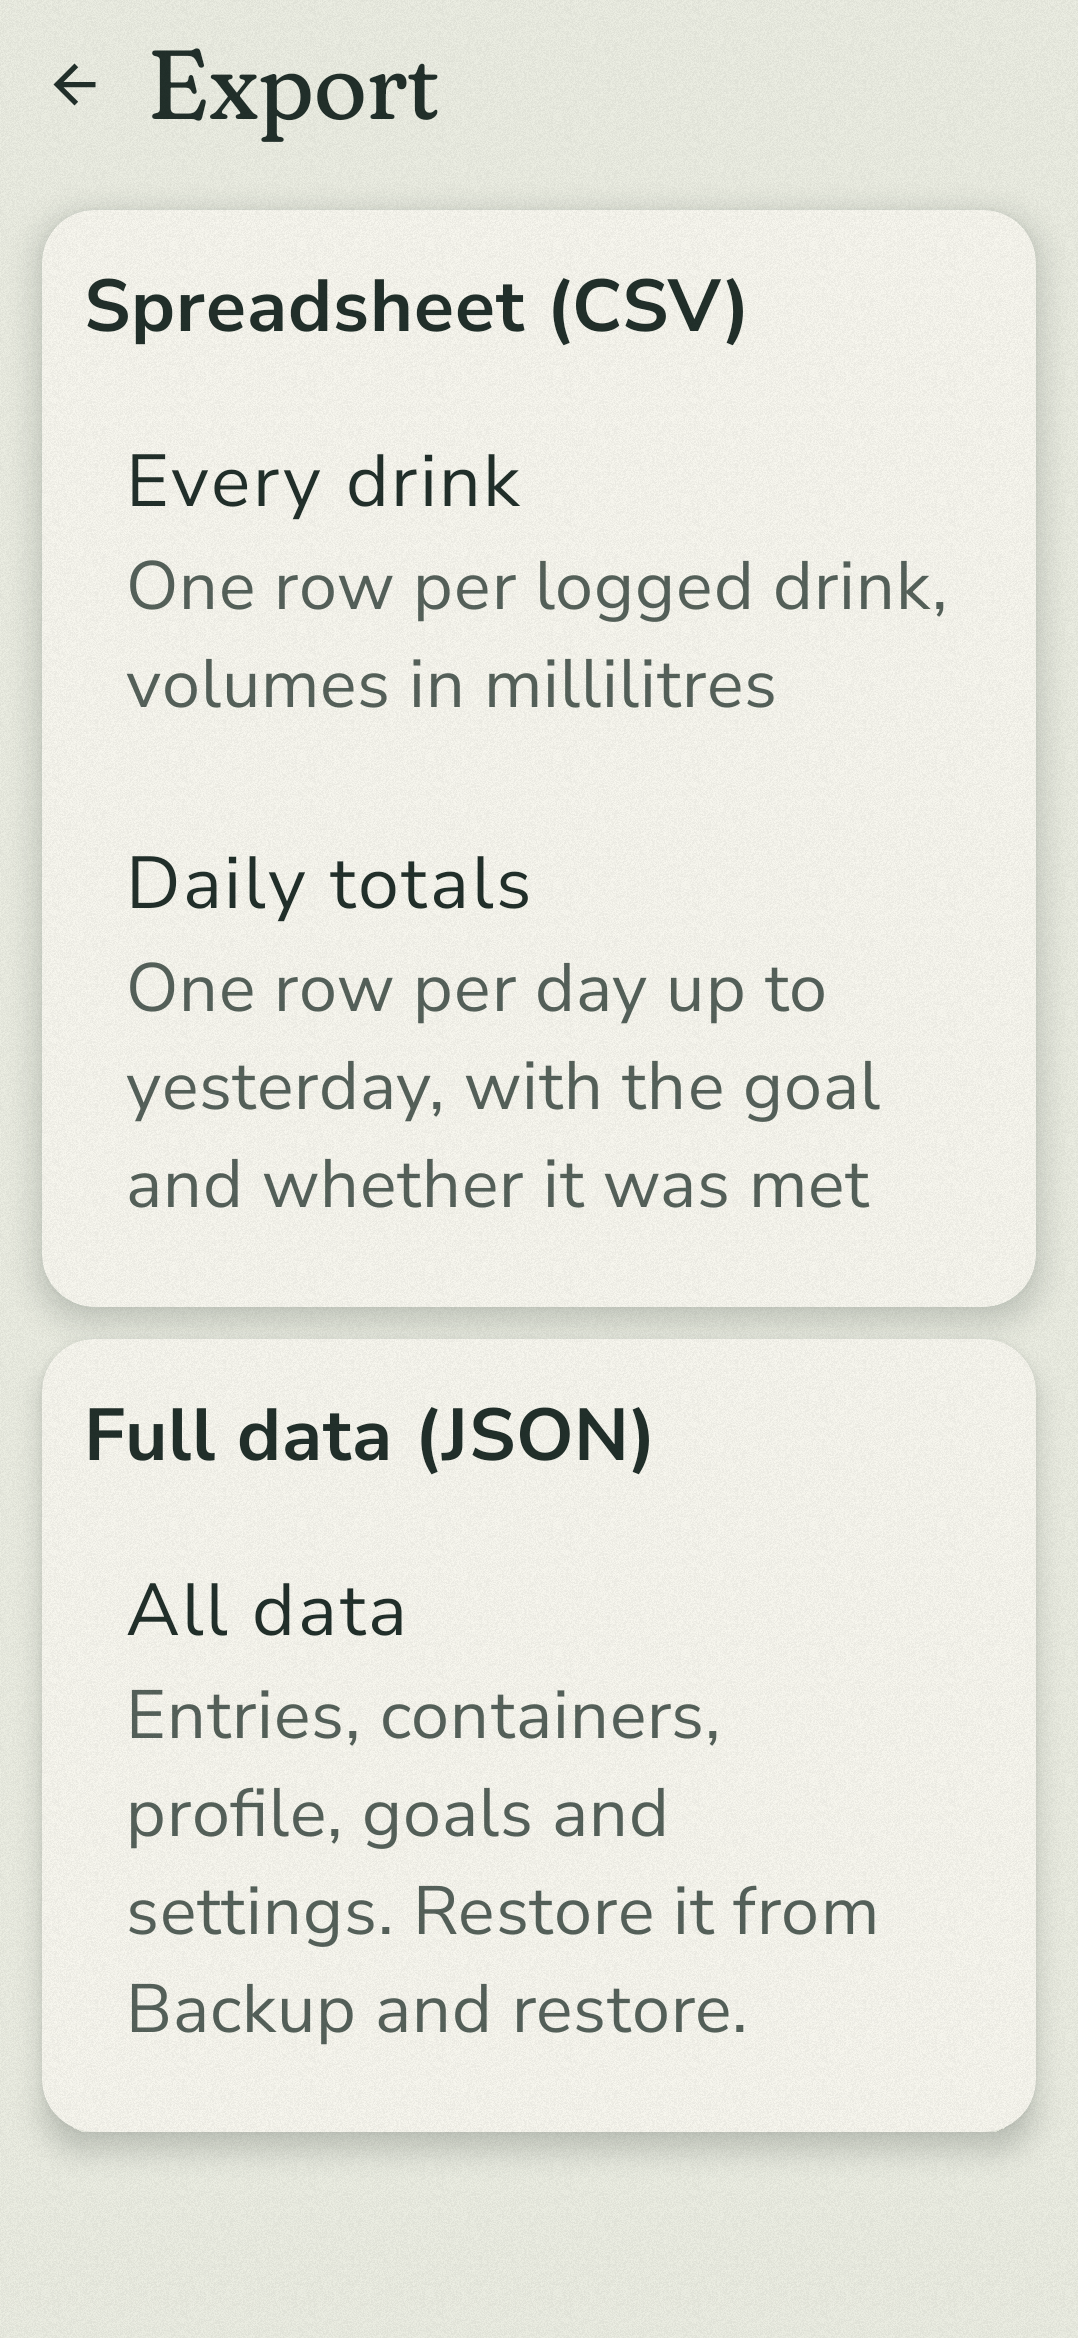 Export
Spreadsheet (CSV)
Every drink
One row per logged drink,
volumes in millilitres
Daily totals
One row per day up to
yesterday, with the goal
and whether it was met
Full data (JSON)
All data
Entries, containers,
profile, goals and
settings. Restore it from
Backup and restore.